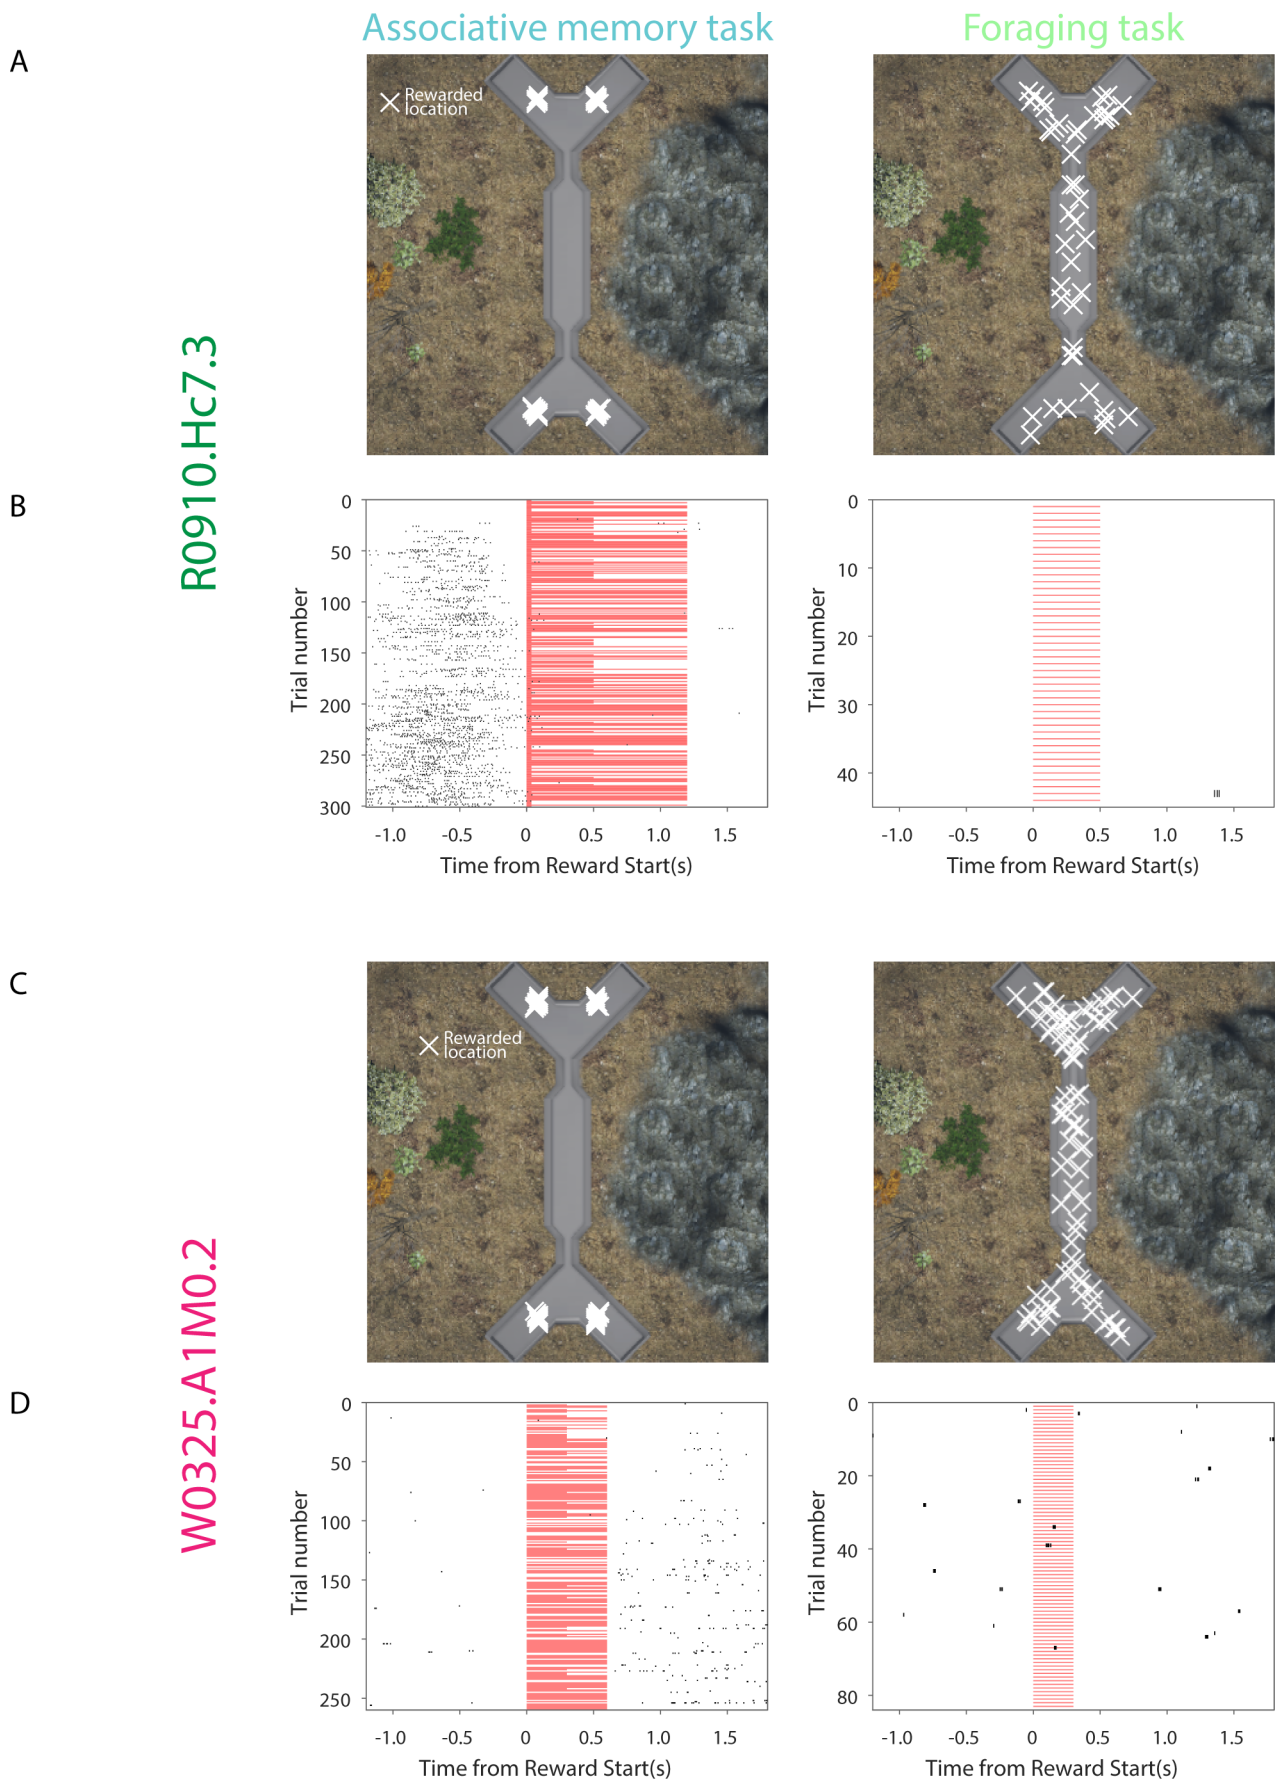 Associative memory task
Foraging task
A
Rewarded
location
R0910.Hc7.3
B
Trial number
0
50
100
150
200
250
300
-1.0
-0.5
0
0.5
1.0
1.5
Time from Reward Start(s)
Trial number
0
10
20
30
40
-1.0
-0.5
0
0.5
1.0
1.5
Time from Reward Start(s)
C
Rewarded
location
W0325.A1M0.2
D
Trial number
0
50
100
150
200
250
-1.0
-0.5
0
0.5
1.0
1.5
Time from Reward Start(s)
Trial number
0
20
40
60
80
-1.0
-0.5
0
0.5
1.0
1.5
Time from Reward Start(s)